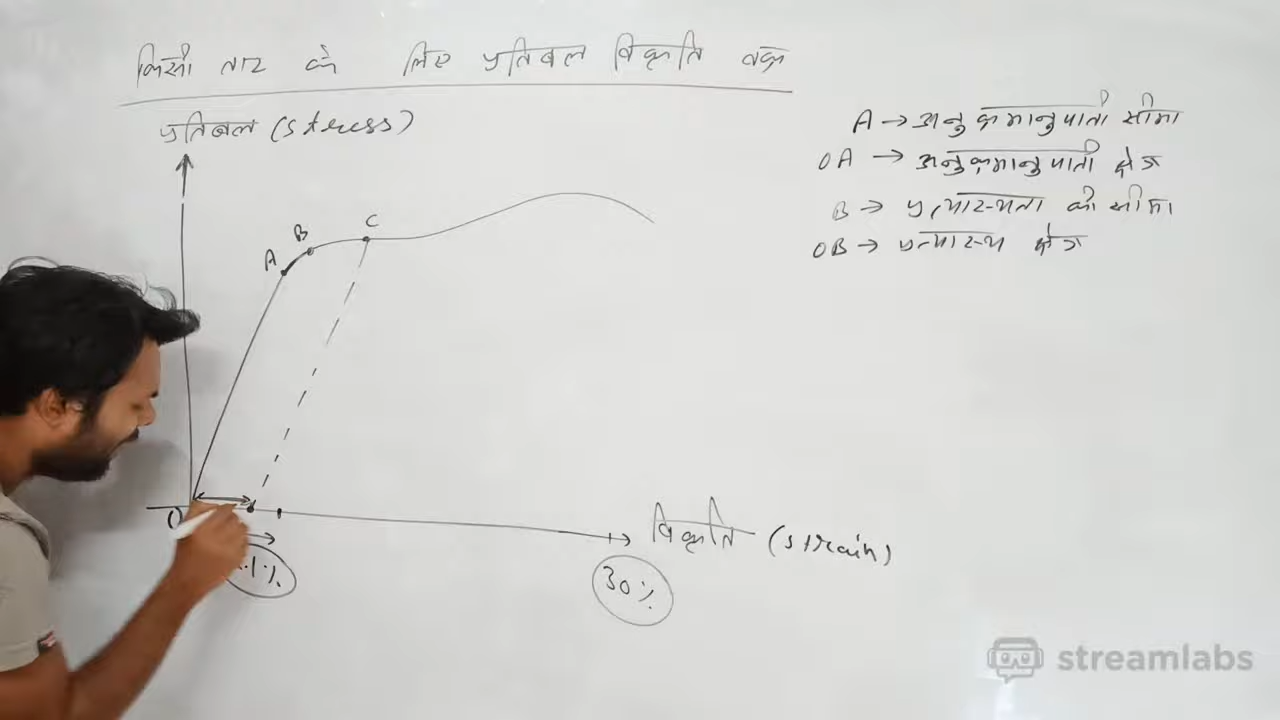 किसी तार के लिए प्रतिबल विकृति वक्र
प्रतिबल (stress)
A → अनुक्रमानुपाती सीमा
OA → अनुक्रमानुपाती क्षेत्र
B → प्रत्यास्थता की सीमा
OB → प्रत्यास्थ क्षेत्र
A B C
O
विकृति (strain)
.1%
30%
streamlabs